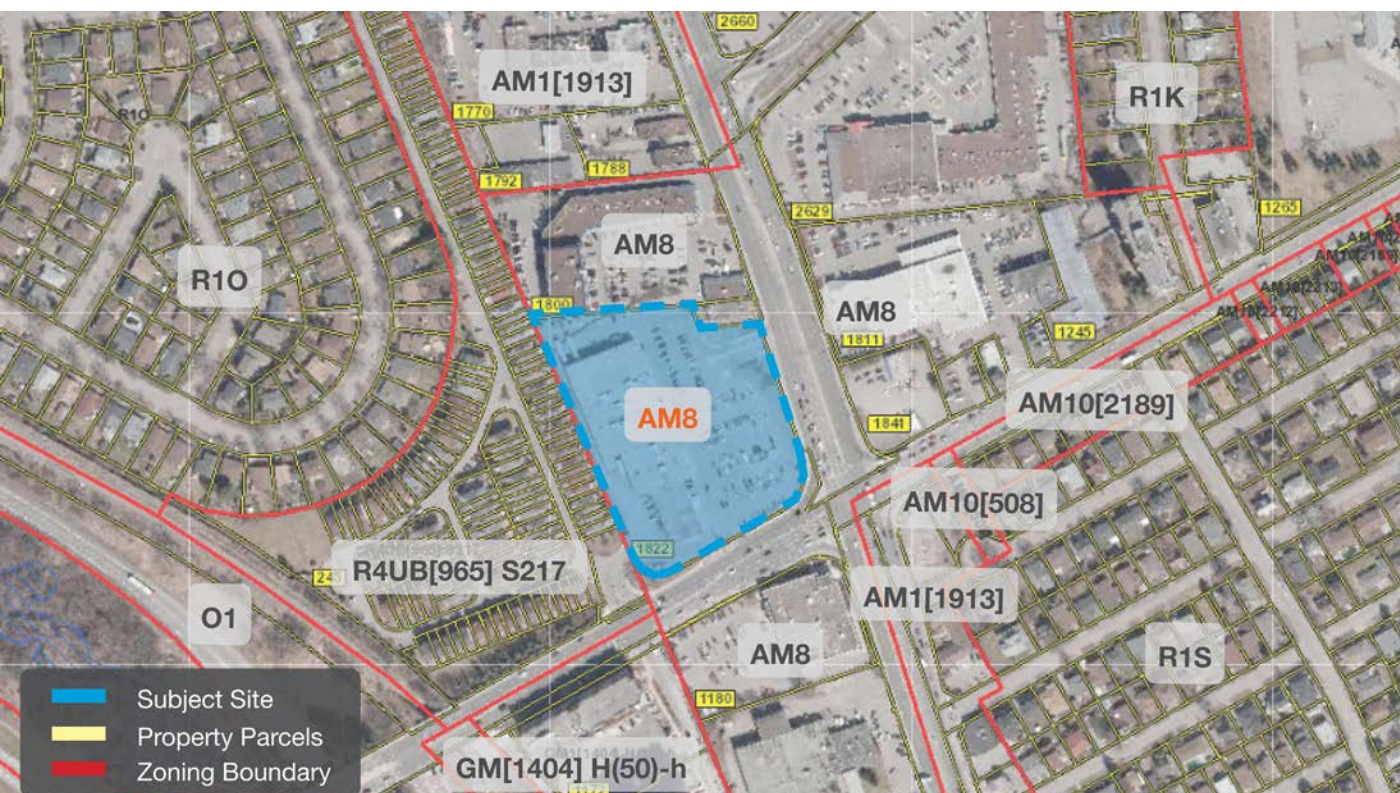 2660
AM1[1913]
R1K
1770
R1O
1788
1792
2629
1265
AM8
R1O
1800
AM8
1811
1245
AM8
AM10[2189]
1841
AM10[508]
1822
R4UB[965] S217
AM1[1913]
O1
AM8
R1S
1180
Subject Site
Property Parcels
Zoning Boundary
GM[1404] H(50)-h